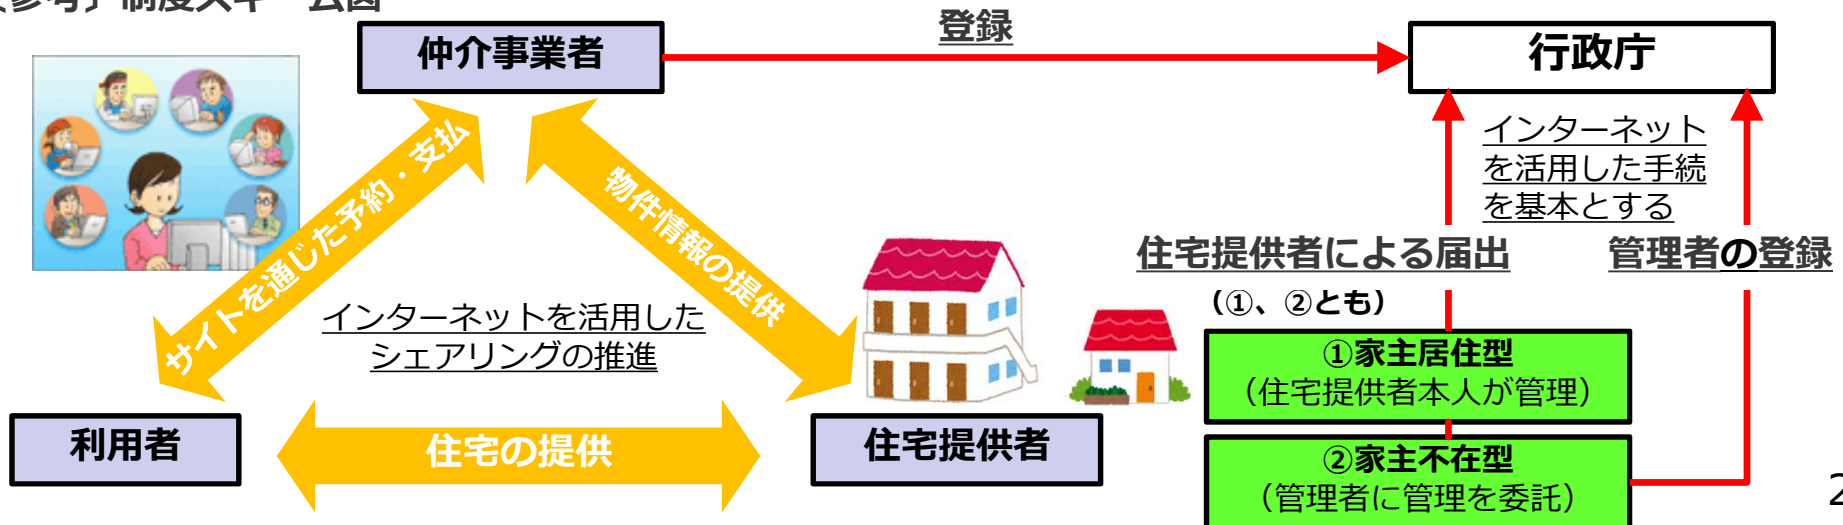 仲介事業者
登録
行政庁
インターネット
を活用した手続
を基本とする
サイトを通じた予約・支払
物件情報の提供
インターネットを活用した
シェアリングの推進
住宅提供者による届出
(①、②とも)
管理者の登録
①家主居住型
(住宅提供者本人が管理)
②家主不在型
(管理者に管理を委託)
利用者
住宅の提供
住宅提供者
2